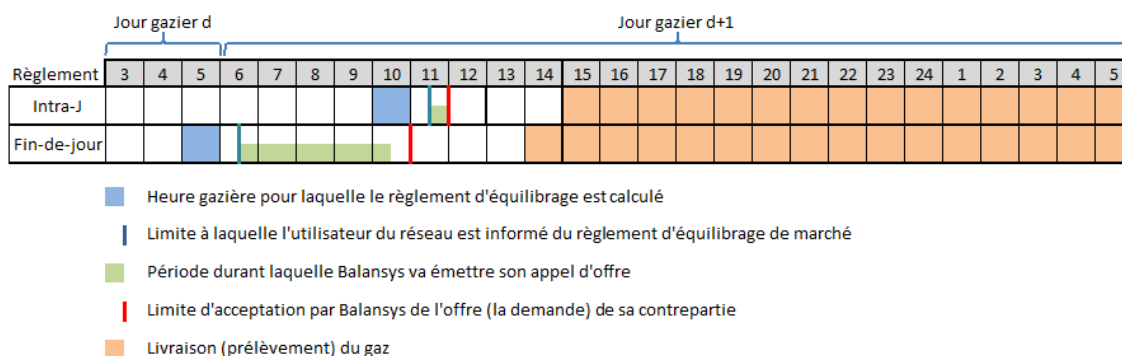 Jour gazier d Jour gazier d+1
Règlement 3 4 5 6 7 8 9 10 11 12 13 14 15 16 17 18 19 20 21 22 23 24 1 2 3 4 5
Intra-J
Fin-de-jour
Heure gazière pour laquelle le règlement d'équilibrage est calculé
Limite à laquelle l'utilisateur du réseau est informé du règlement d'équilibrage de marché
Période durant laquelle Balansys va émettre son appel d'offre
Limite d'acceptation par Balansys de l'offre (la demande) de sa contrepartie
Livraison (prélèvement) du gaz